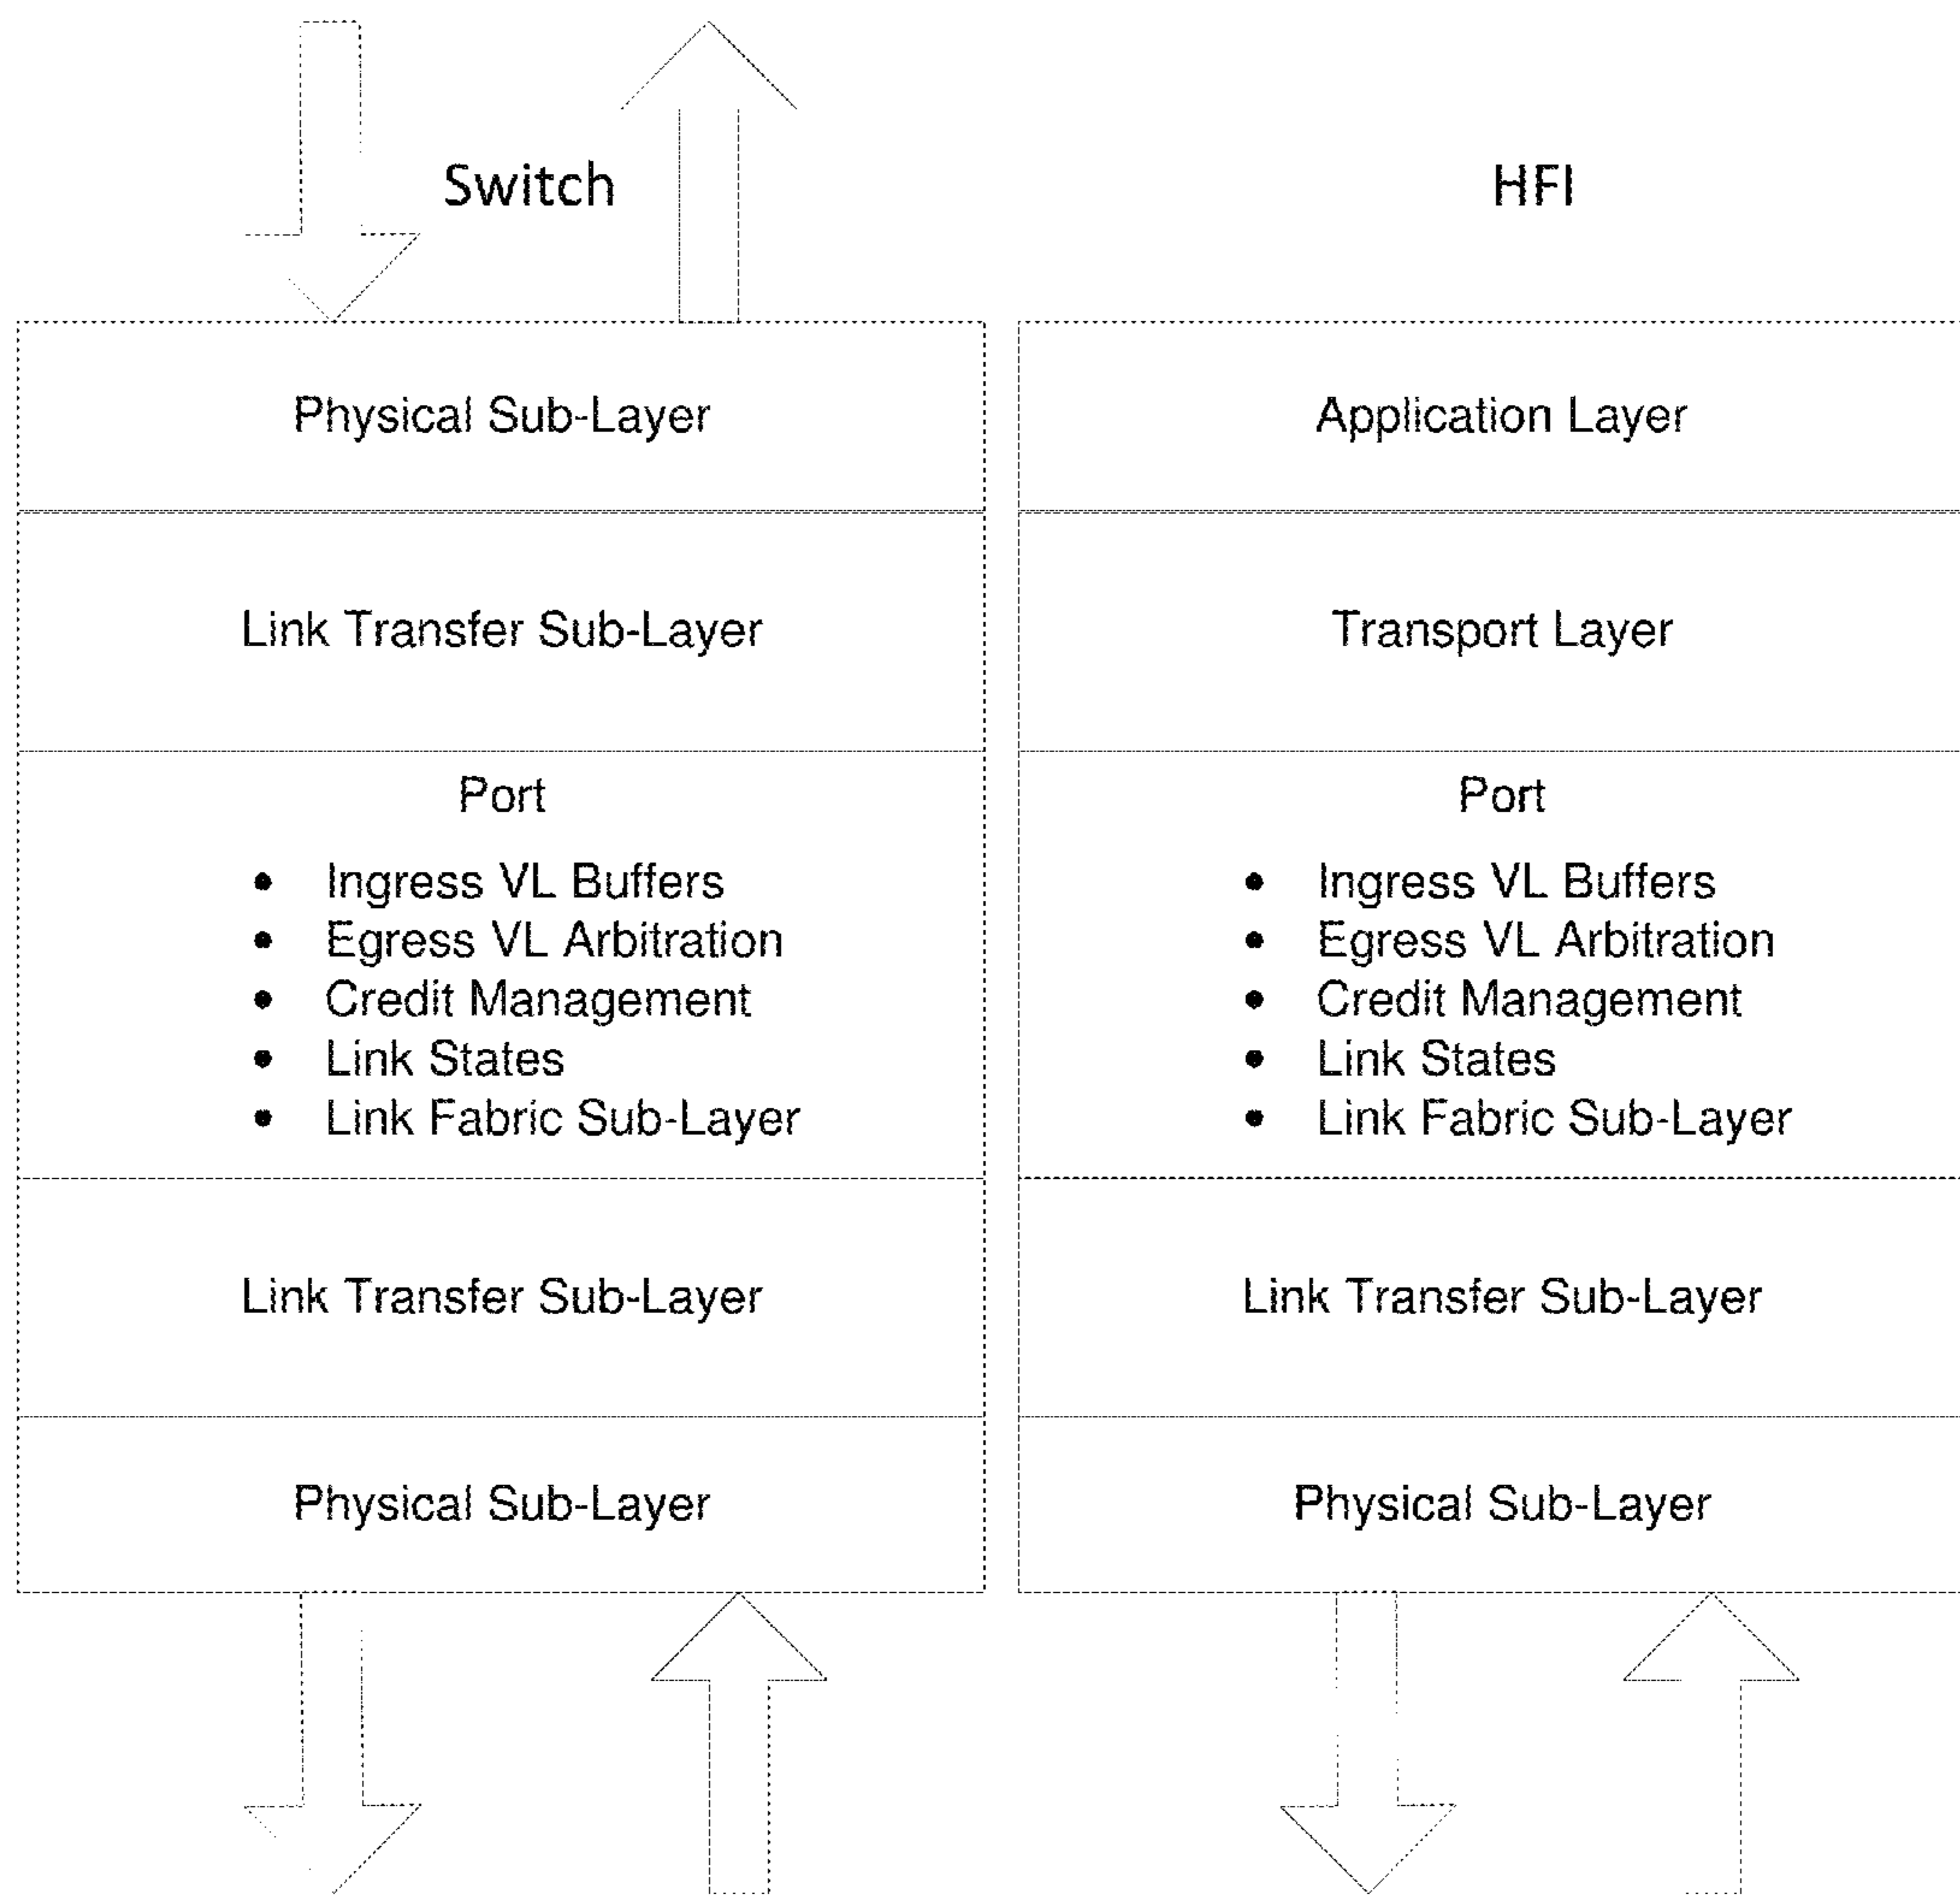 Switch
HFI
Physical Sub-Layer
Link Transfer Sub-Layer
Port
• Ingress VL Buffers
• Egress VL Arbitration
• Credit Management
• Link States
• Link Fabric Sub-Layer
Link Transfer Sub-Layer
Physical Sub-Layer
Application Layer
Transport Layer
Port
• Ingress VL Buffers
• Egress VL Arbitration
• Credit Management
• Link States
• Link Fabric Sub-Layer
Link Transfer Sub-Layer
Physical Sub-Layer